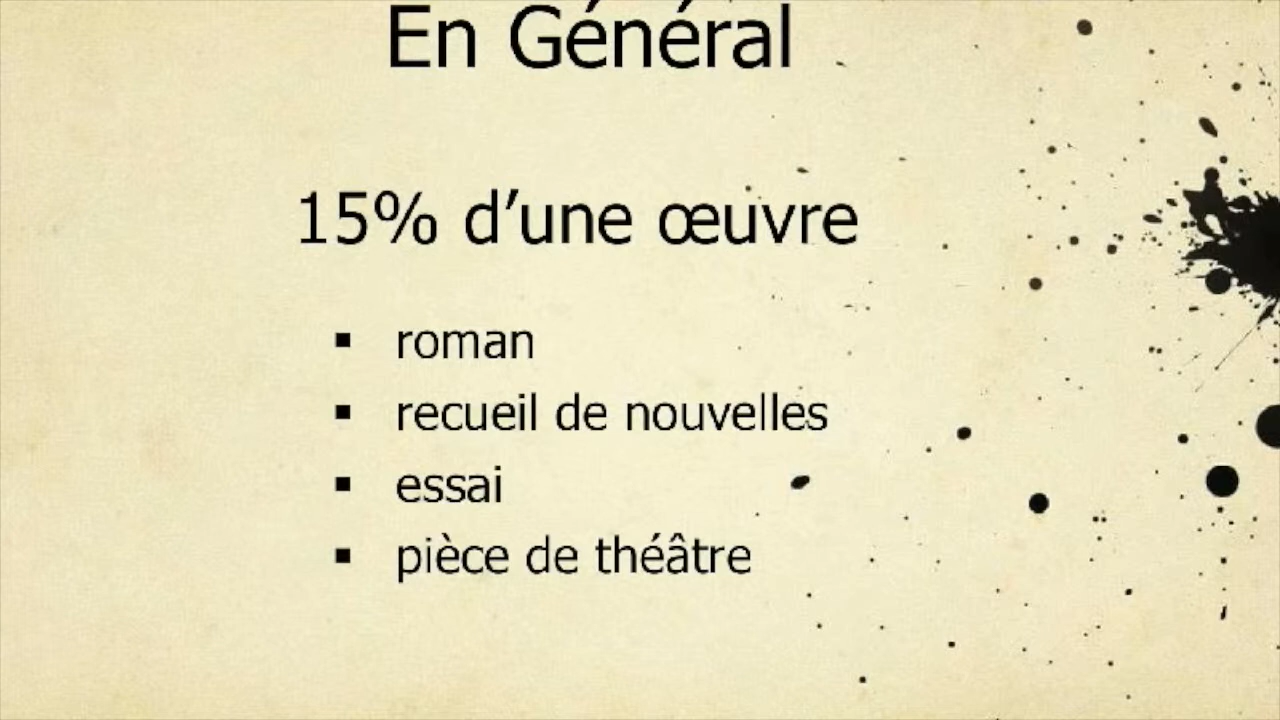 En Général
15% d’une œuvre
▪ roman
▪ recueil de nouvelles
▪ essai
▪ pièce de théâtre